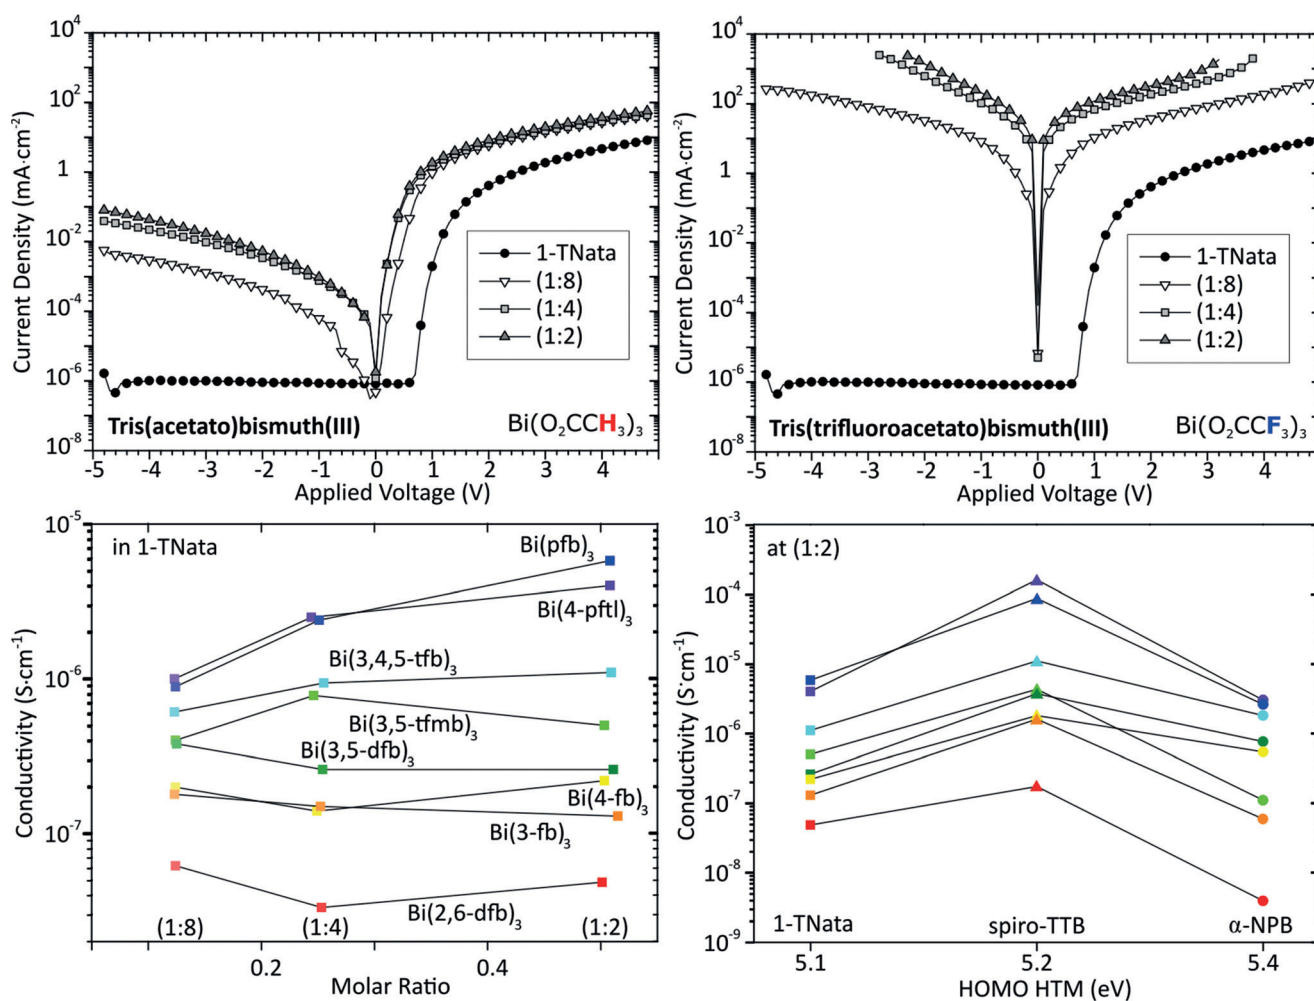 Current Density (mA·cm⁻²)
10⁴
10²
1
10⁻²
10⁻⁴
10⁻⁶
10⁻⁸
1-TNata
(1:8)
(1:4)
(1:2)
Tris(acetato)bismuth(III)
Bi(O₂CCH₃)₃
-5 -4 -3 -2 -1 0 1 2 3 4 5
Applied Voltage (V)
Current Density (mA·cm⁻²)
10⁴
10²
1
10⁻²
10⁻⁴
10⁻⁶
10⁻⁸
1-TNata
(1:8)
(1:4)
(1:2)
Tris(trifluoroacetato)bismuth(III)
Bi(O₂CCF₃)₃
-5 -4 -3 -2 -1 0 1 2 3 4
Applied Voltage (V)
Conductivity (S·cm⁻¹)
10⁻⁵
10⁻⁶
10⁻⁷
in 1-TNata
Bi(pfb)₃
Bi(4-pftl)₃
Bi(3,4,5-tfb)₃
Bi(3,5-tfmb)₃
Bi(3,5-dfb)₃
Bi(4-fb)₃
Bi(3-fb)₃
Bi(2,6-dfb)₃
(1:8) (1:4) (1:2)
0.2 0.4
Molar Ratio
Conductivity (S·cm⁻¹)
10⁻³
10⁻⁴
10⁻⁵
10⁻⁶
10⁻⁷
10⁻⁸
10⁻⁹
at (1:2)
1-TNata spiro-TTB α-NPB
5.1 5.2 5.4
HOMO HTM (eV)